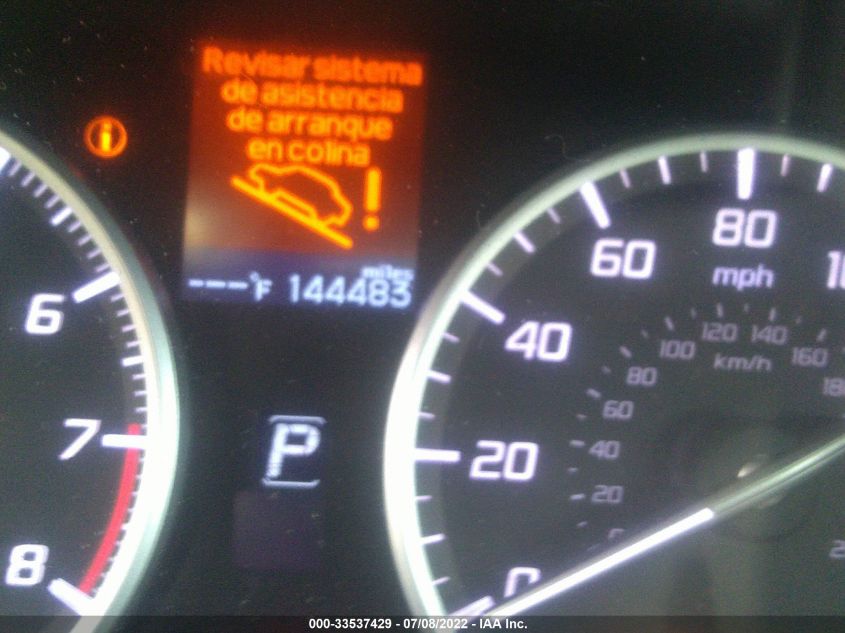 Revisar sistema
de asistencia
de arranque
en colina
!
i
miles
---°F 144483
P
6
7
8
0
20
40
60
80
mph
0
20
40
60
80
100
120
140
160
km/h
000-33537429 - 07/08/2022 - IAA Inc.